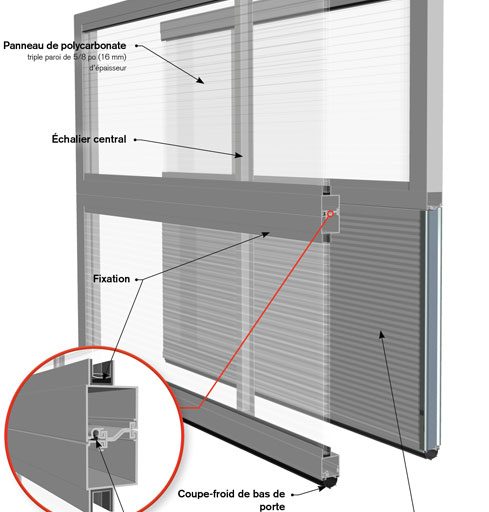 Panneau de polycarbonate
triple paroi de 5/8 po (16 mm)
d'épaisseur
Échalier central
Fixation
Coupe-froid de bas de
porte